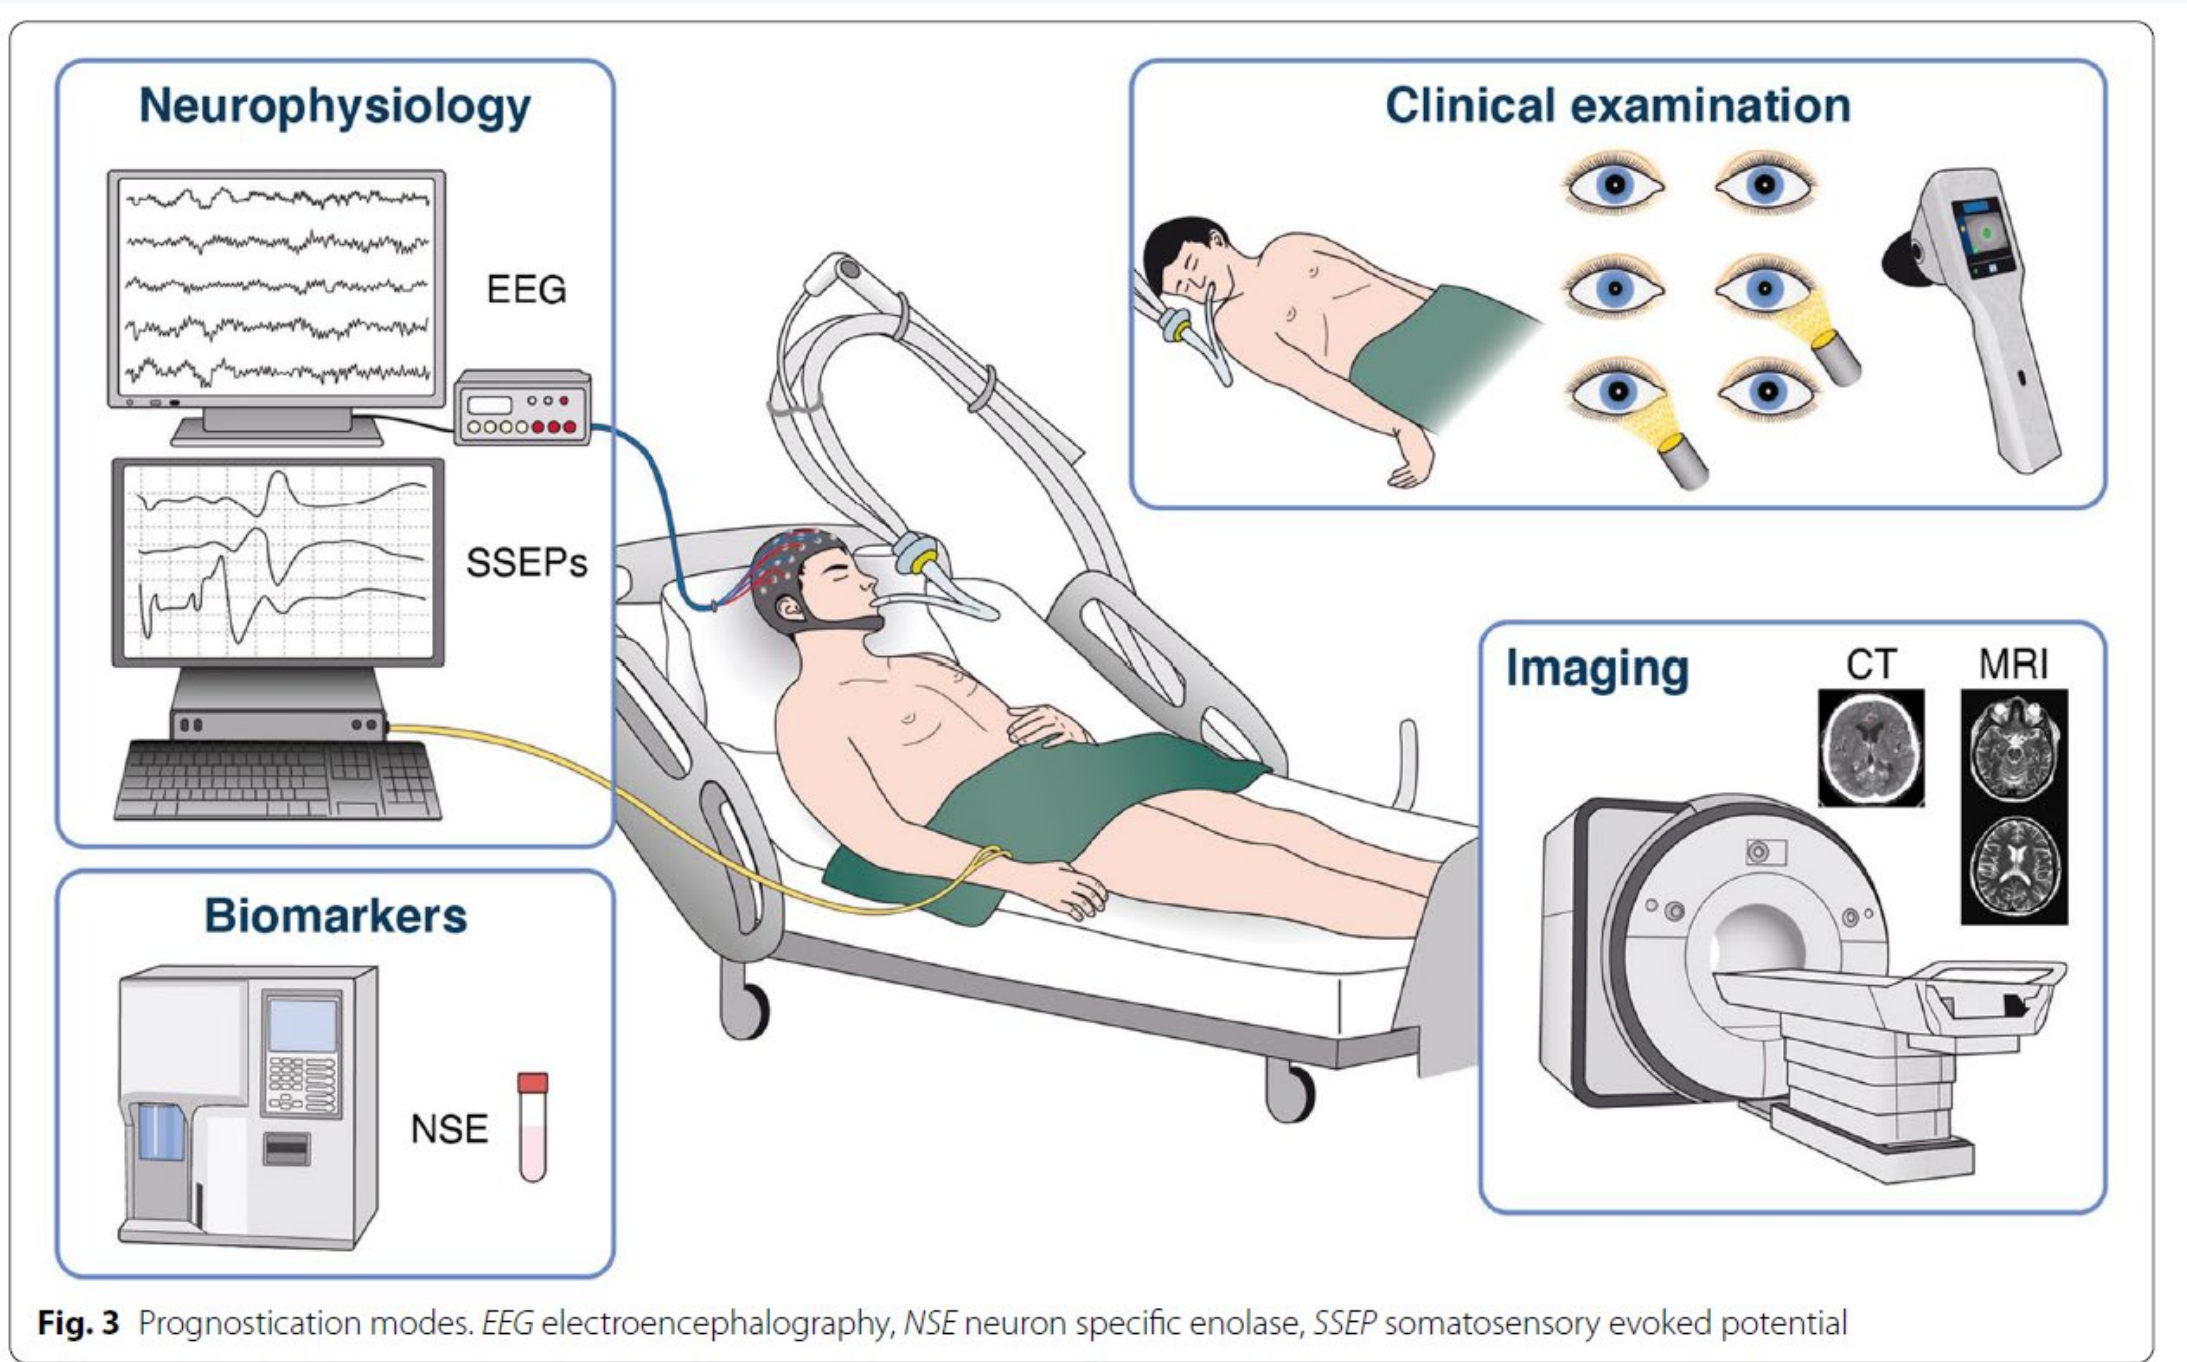 Neurophysiology
EEG
SSEPs
Biomarkers
NSE
Clinical examination
Imaging
CT
MRI
Fig. 3 Prognostication modes. EEG electroencephalography, NSE neuron specific enolase, SSEP somatosensory evoked potential